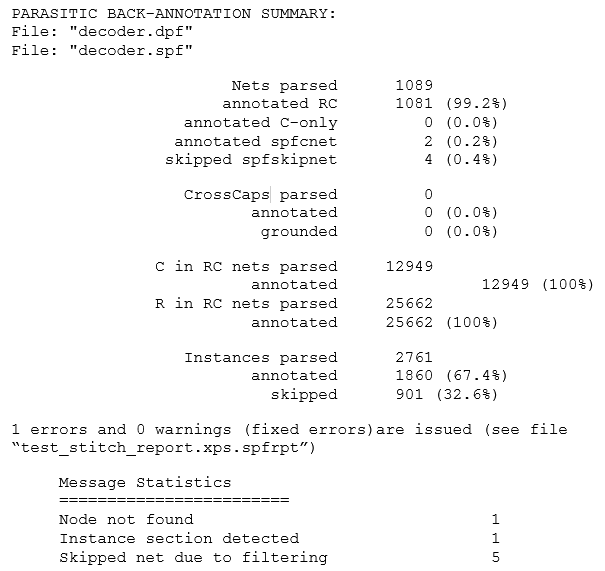 PARASITIC BACK-ANNOTATION SUMMARY:
File: "decoder.dpf"
File: "decoder.spf"
Nets parsed 1089
annotated RC 1081 (99.2%)
annotated C-only 0 (0.0%)
annotated spfcnet 2 (0.2%)
skipped spfskipnet 4 (0.4%)
CrossCaps parsed 0
annotated 0 (0.0%)
grounded 0 (0.0%)
C in RC nets parsed 12949
annotated 12949 (100%)
R in RC nets parsed 25662
annotated 25662 (100%)
Instances parsed 2761
annotated 1860 (67.4%)
skipped 901 (32.6%)
1 errors and 0 warnings (fixed errors)are issued (see file
“test_stitch_report.xps.spfrpt”)
Message Statistics
========================
Node not found 1
Instance section detected 1
Skipped net due to filtering 5